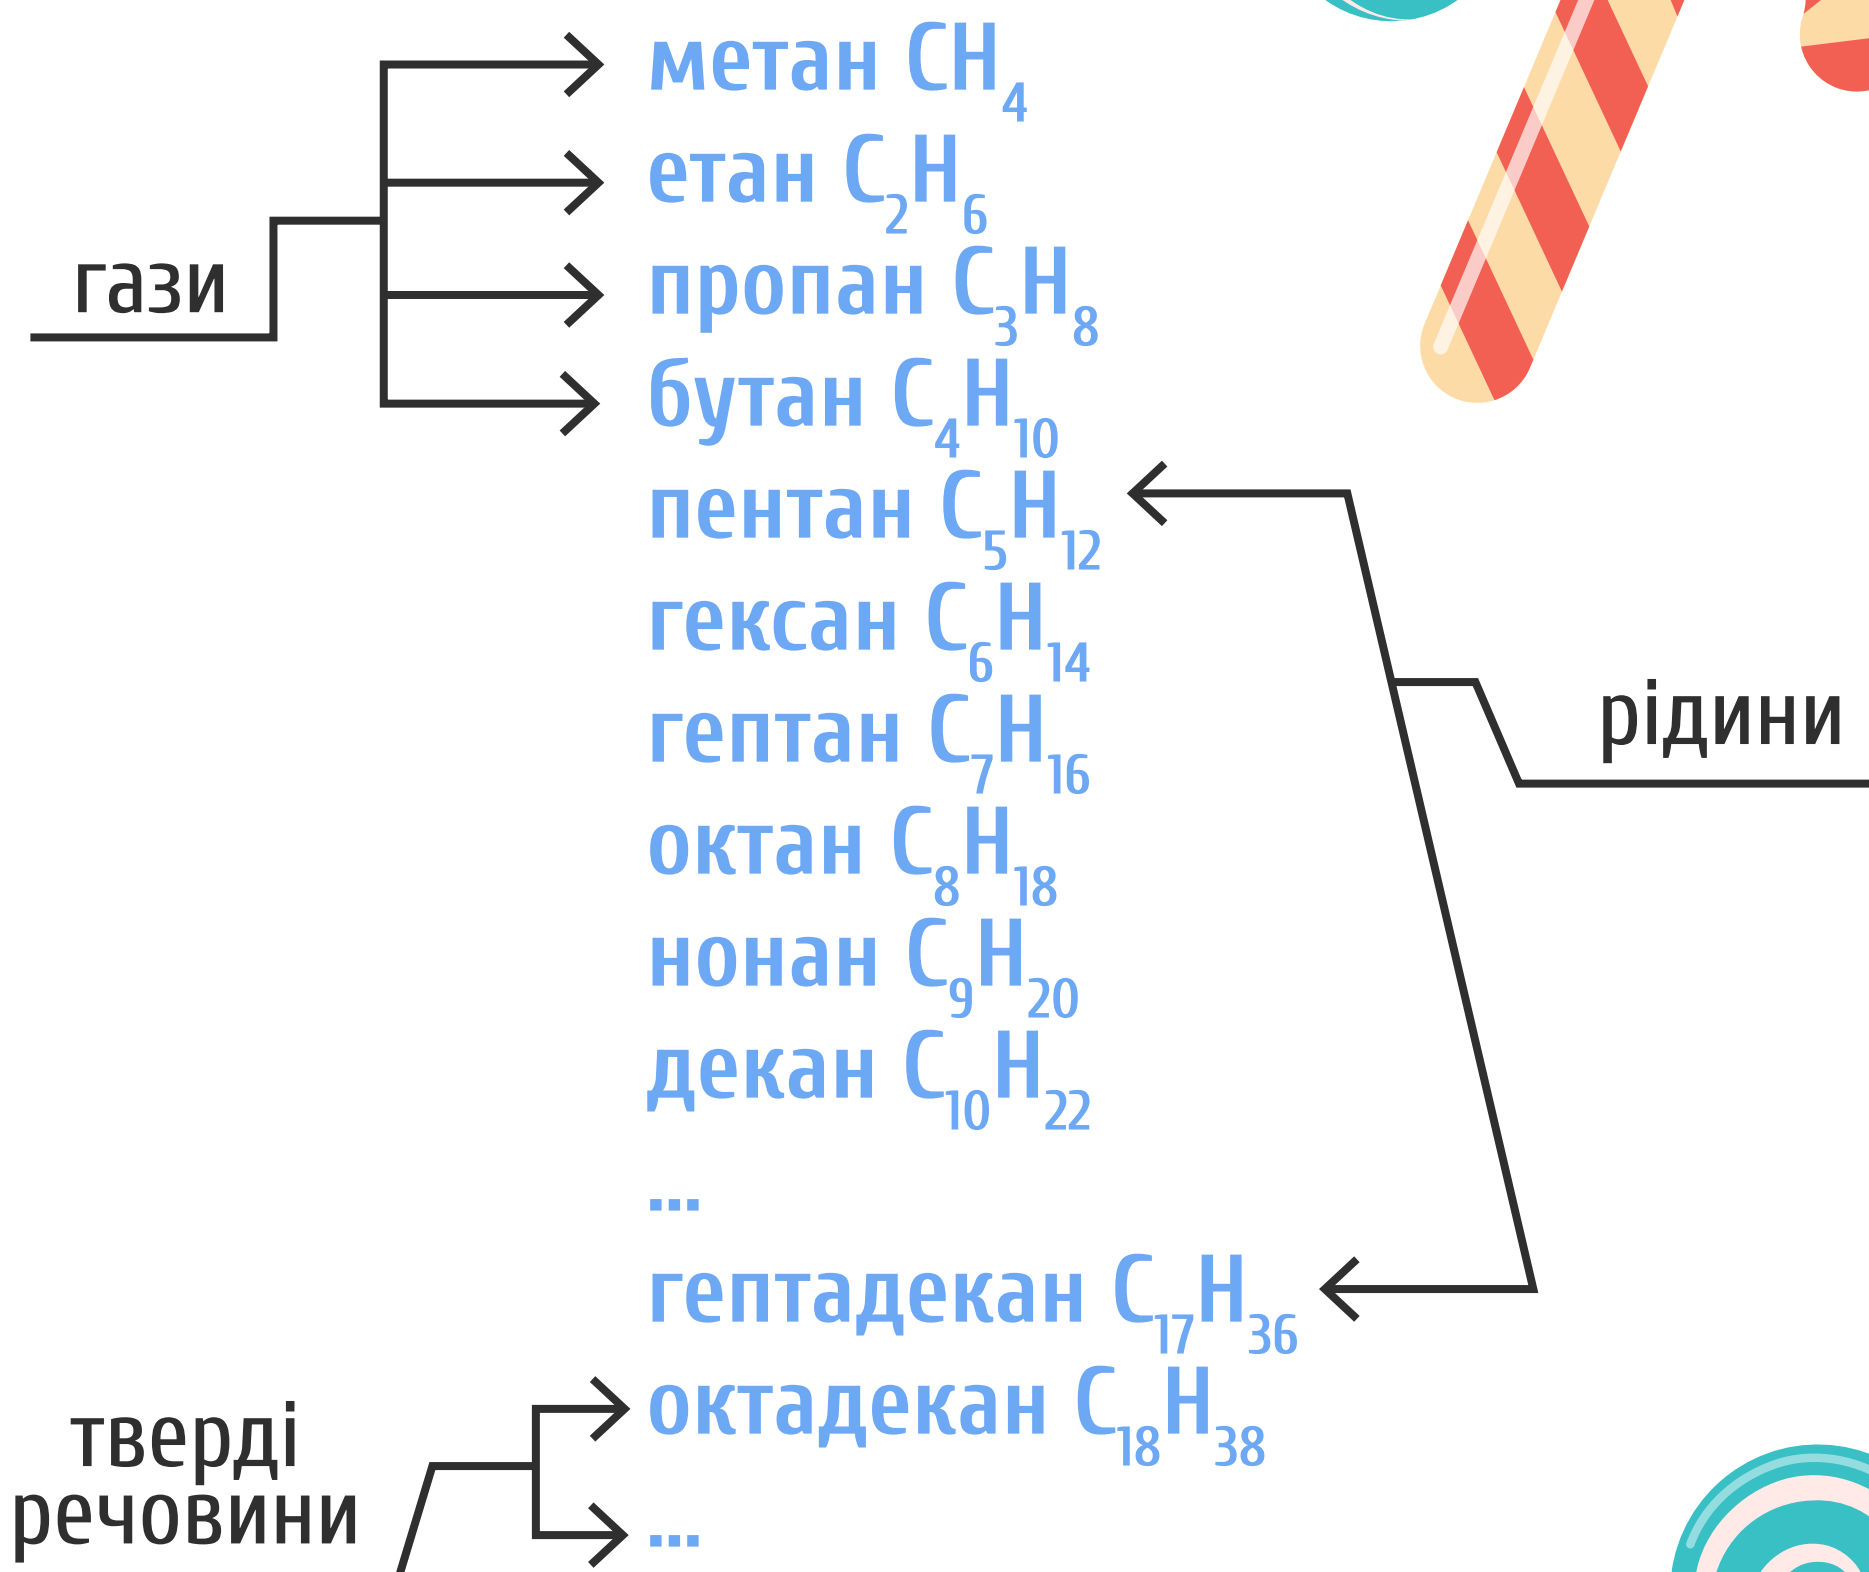 метан CH₄
етан C₂H₆
пропан C₃H₈
гази
бутан C₄H₁₀
пентан C₅H₁₂
гексан C₆H₁₄
гептан C₇H₁₆
рідини
октан C₈H₁₈
нонан C₉H₂₀
декан C₁₀H₂₂
...
гептадекан C₁₇H₃₆
октадекан C₁₈H₃₈
тверді
речовини
...